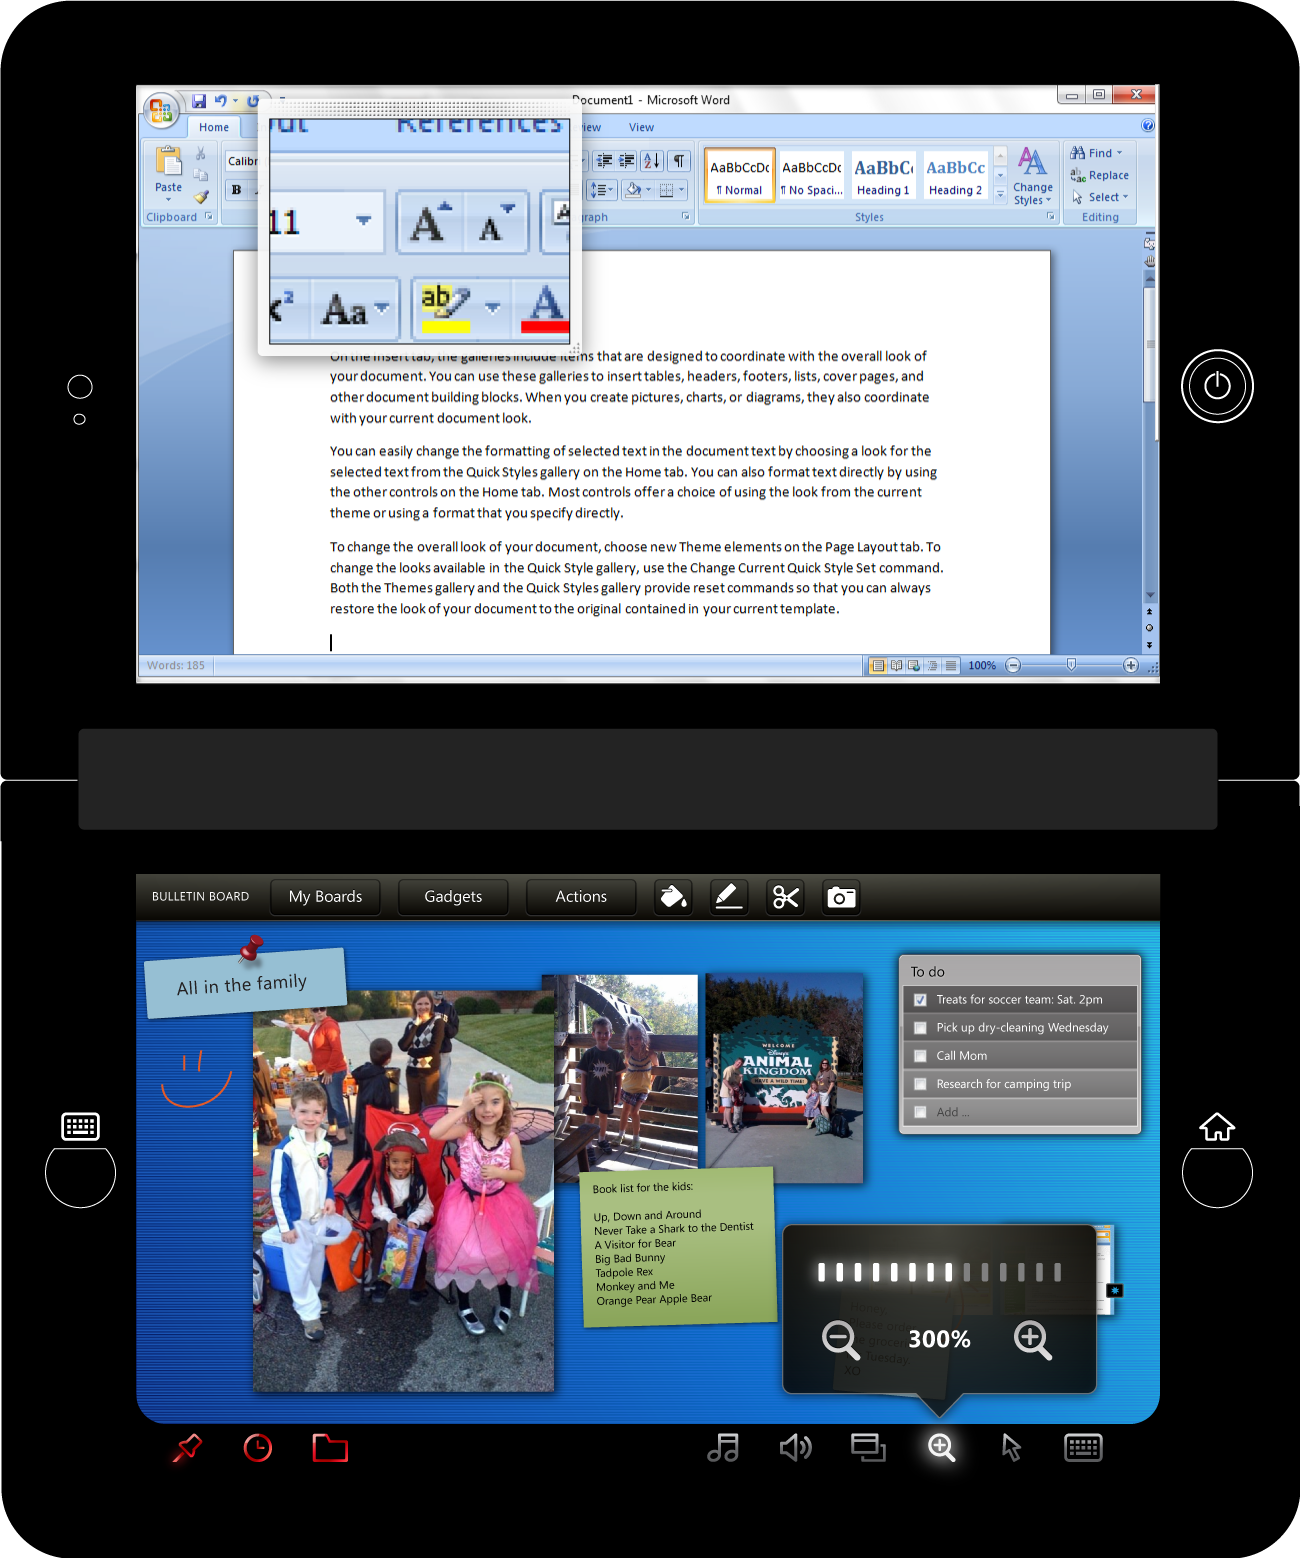 Document1 - Microsoft Word
Home
References
View
Calibr
11
Paste
B
Aa
ab
A
AaBbCcDc
AaBbCcDc
AaBbC
AaBbCc
¶ Normal
¶ No Spaci...
Heading 1
Heading 2
Change
Styles
Find
Replace
Select
Clipboard
Styles
Editing
On the Insert tab, the galleries include items that are designed to coordinate with the overall look of
your document. You can use these galleries to insert tables, headers, footers, lists, cover pages, and
other document building blocks. When you create pictures, charts, or diagrams, they also coordinate
with your current document look.
You can easily change the formatting of selected text in the document text by choosing a look for the
selected text from the Quick Styles gallery on the Home tab. You can also format text directly by using
the other controls on the Home tab. Most controls offer a choice of using the look from the current
theme or using a format that you specify directly.
To change the overall look of your document, choose new Theme elements on the Page Layout tab. To
change the looks available in the Quick Style gallery, use the Change Current Quick Style Set command.
Both the Themes gallery and the Quick Styles gallery provide reset commands so that you can always
restore the look of your document to the original contained in your current template.
Words: 185
100%
BULLETIN BOARD
My Boards
Gadgets
Actions
All in the family
WELCOME
Disney's
ANIMAL
KINGDOM
HAVE A WILD TIME!
To do
Treats for soccer team: Sat. 2pm
Pick up dry-cleaning Wednesday
Call Mom
Research for camping trip
Add ...
Book list for the kids:
Up, Down and Around
Never Take a Shark to the Dentist
A Visitor for Bear
Big Bad Bunny
Tadpole Rex
Monkey and Me
Orange Pear Apple Bear
Honey,
Tuesday.
XO
300%